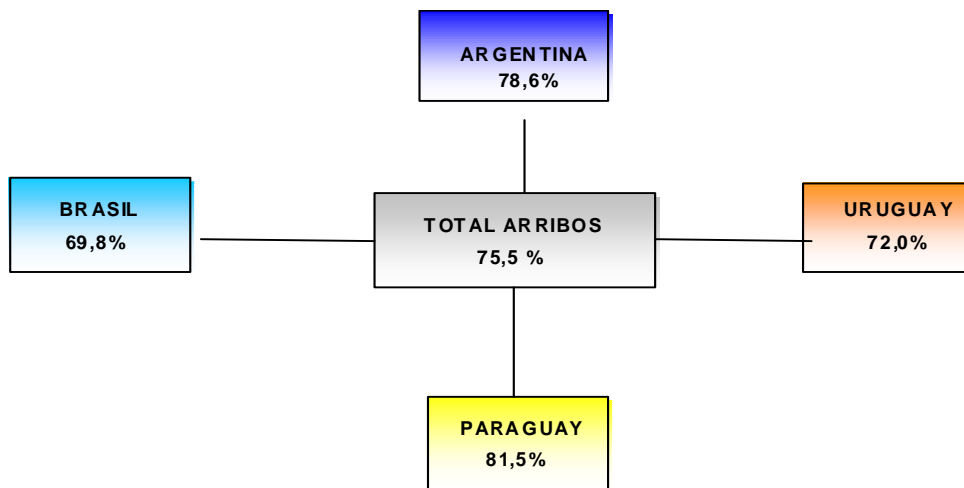 ARGENTINA
78,6%
BRASIL
69,8%
TOTAL ARRIBOS
75,5 %
URUGUAY
72,0%
PARAGUAY
81,5%